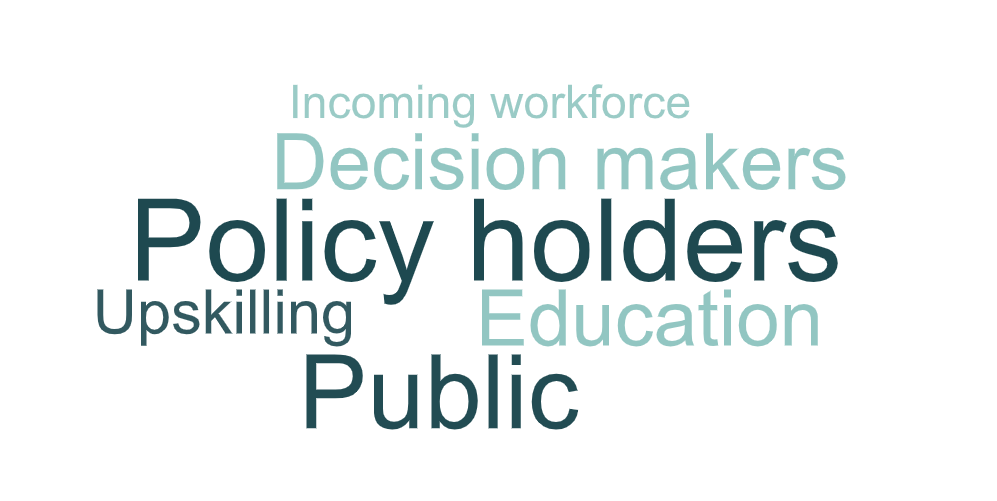 Incoming workforce
Decision makers
Policy holders
Upskilling Education
Public